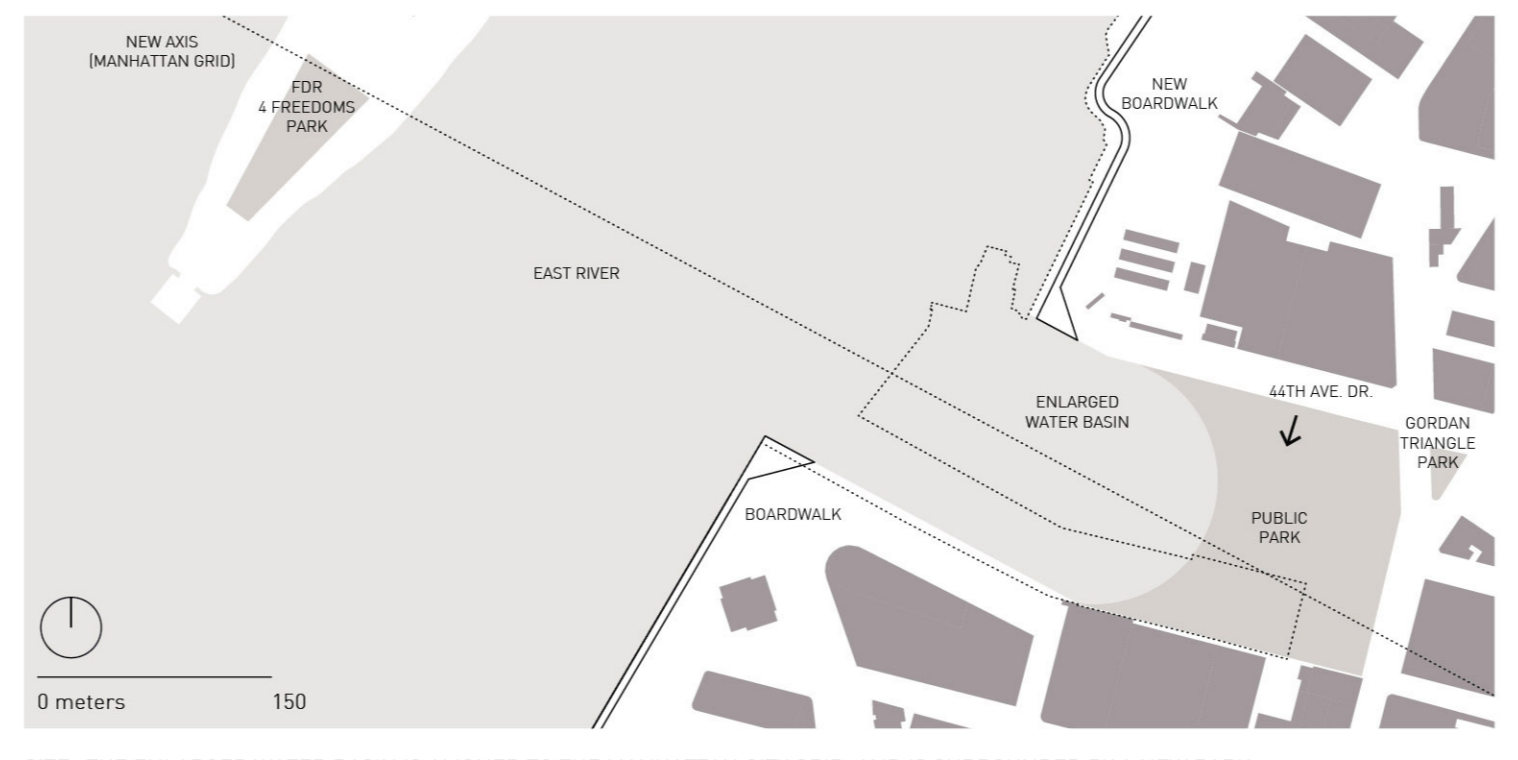 NEW AXIS
(MANHATTAN GRID)
FDR
4 FREEDOMS
PARK
NEW
BOARDWALK
EAST RIVER
ENLARGED
WATER BASIN
44TH AVE. DR.
GORDAN
TRIANGLE
PARK
BOARDWALK
PUBLIC
PARK
0 meters 150